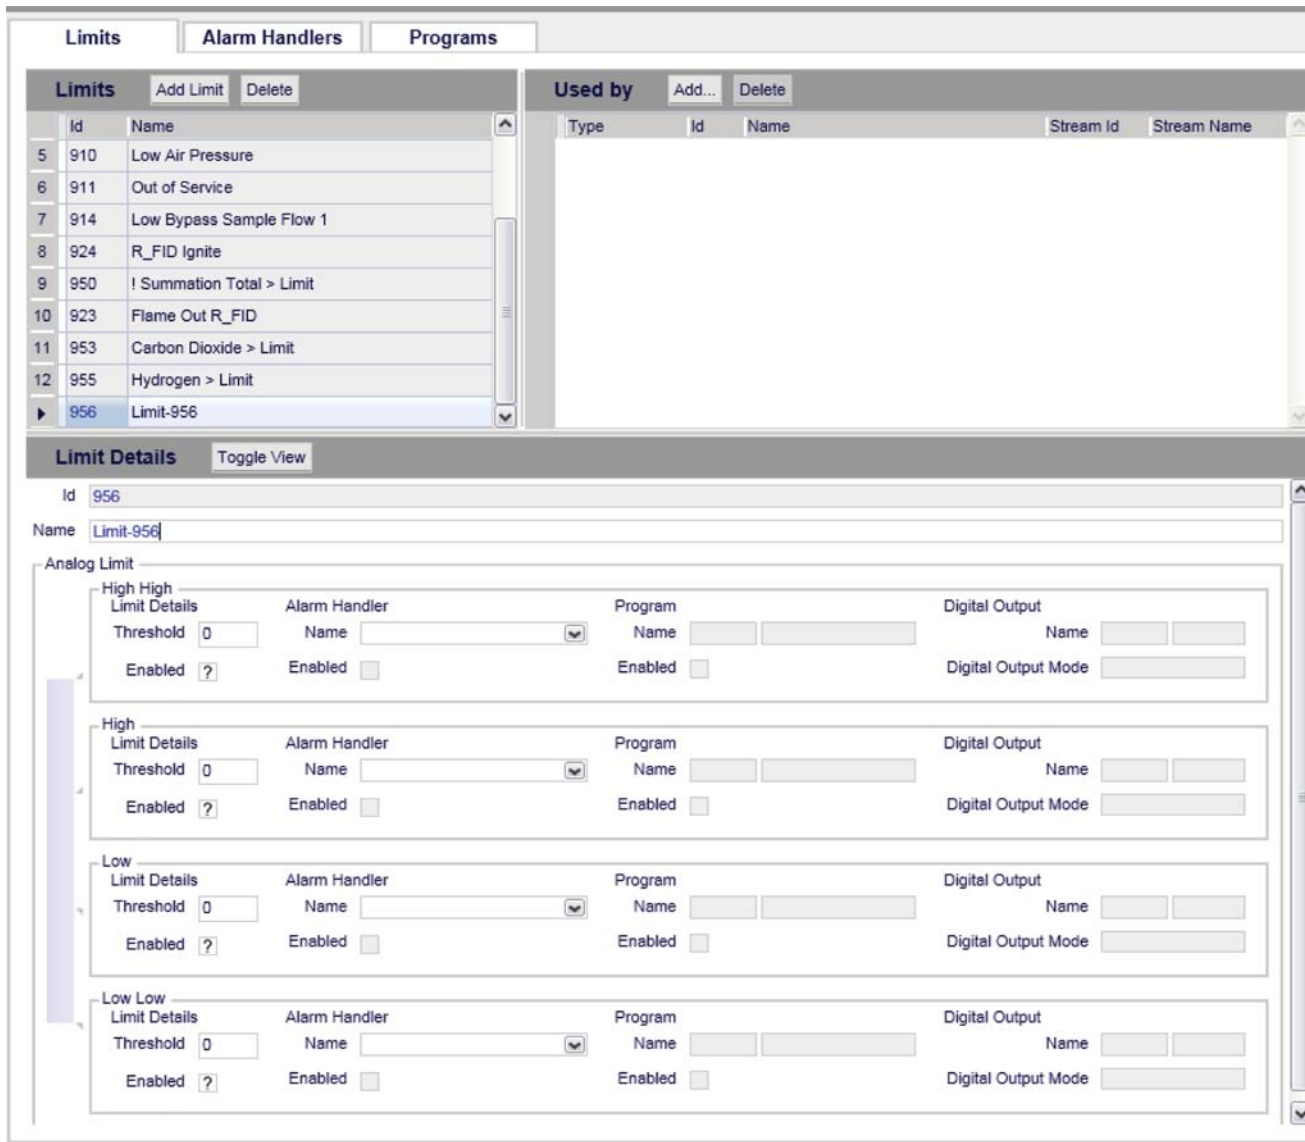 Limits Alarm Handlers Programs
Limits Add Limit Delete Used by Add... Delete
Id Name Type Id Name Stream Id Stream Name
5 910 Low Air Pressure
6 911 Out of Service
7 914 Low Bypass Sample Flow 1
8 924 R_FID Ignite
9 950 ! Summation Total > Limit
10 923 Flame Out R_FID
11 953 Carbon Dioxide > Limit
12 955 Hydrogen > Limit
956 Limit-956
Limit Details Toggle View
Id 956
Name Limit-956
Analog Limit
High High
Limit Details Alarm Handler Program Digital Output
Threshold 0 Name Name Name
Enabled ? Enabled Enabled Digital Output Mode
High
Limit Details Alarm Handler Program Digital Output
Threshold 0 Name Name Name
Enabled ? Enabled Enabled Digital Output Mode
Low
Limit Details Alarm Handler Program Digital Output
Threshold 0 Name Name Name
Enabled ? Enabled Enabled Digital Output Mode
Low Low
Limit Details Alarm Handler Program Digital Output
Threshold 0 Name Name Name
Enabled ? Enabled Enabled Digital Output Mode